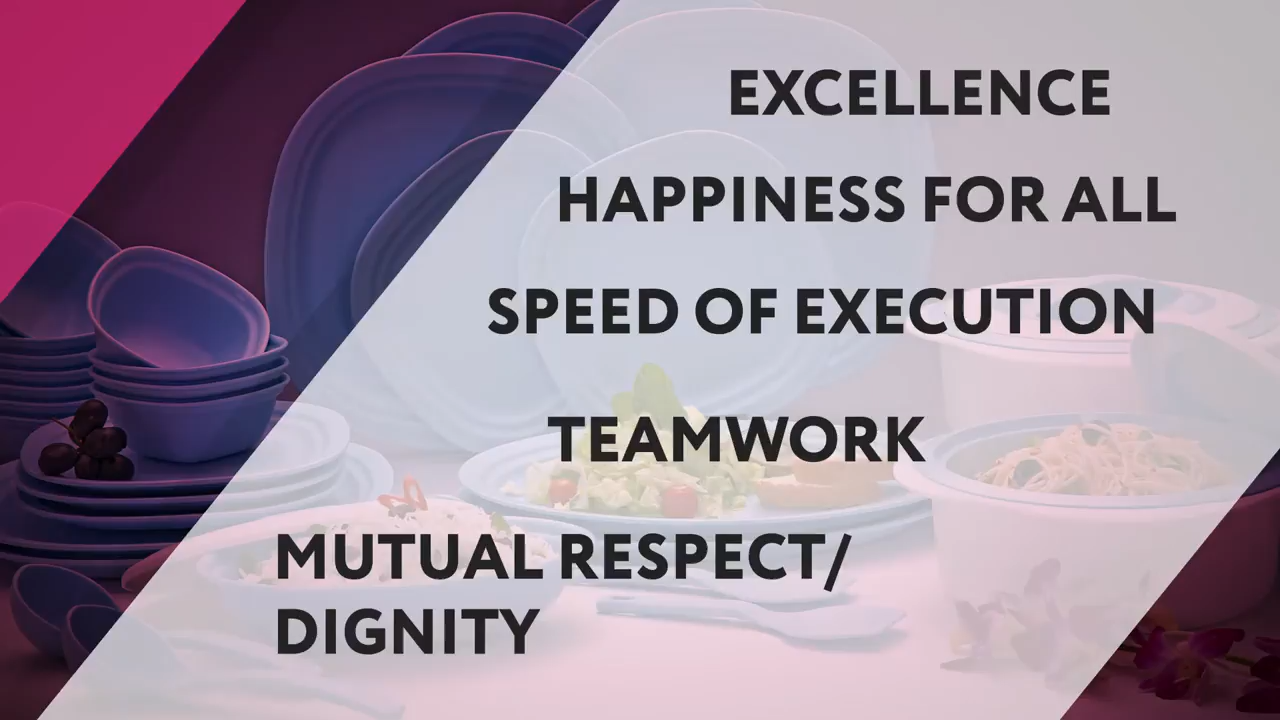 EXCELLENCE
HAPPINESS FOR ALL
SPEED OF EXECUTION
TEAMWORK
MUTUAL RESPECT/
DIGNITY